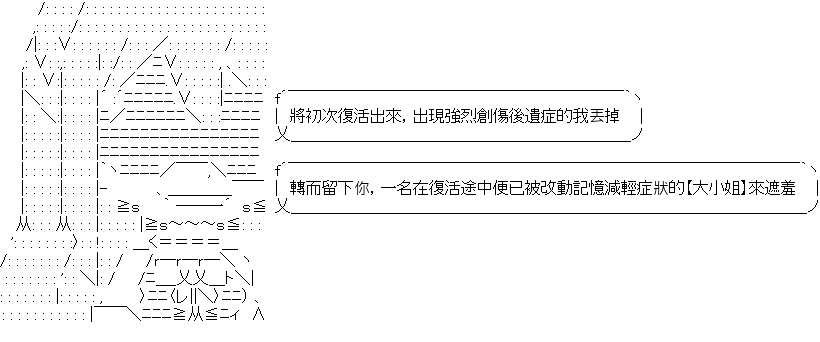 將初次復活出來，出現強烈創傷後遺症的我丟掉
轉而留下你，一名在復活途中便已被改動記憶減輕症狀的【大小姐】來遮羞